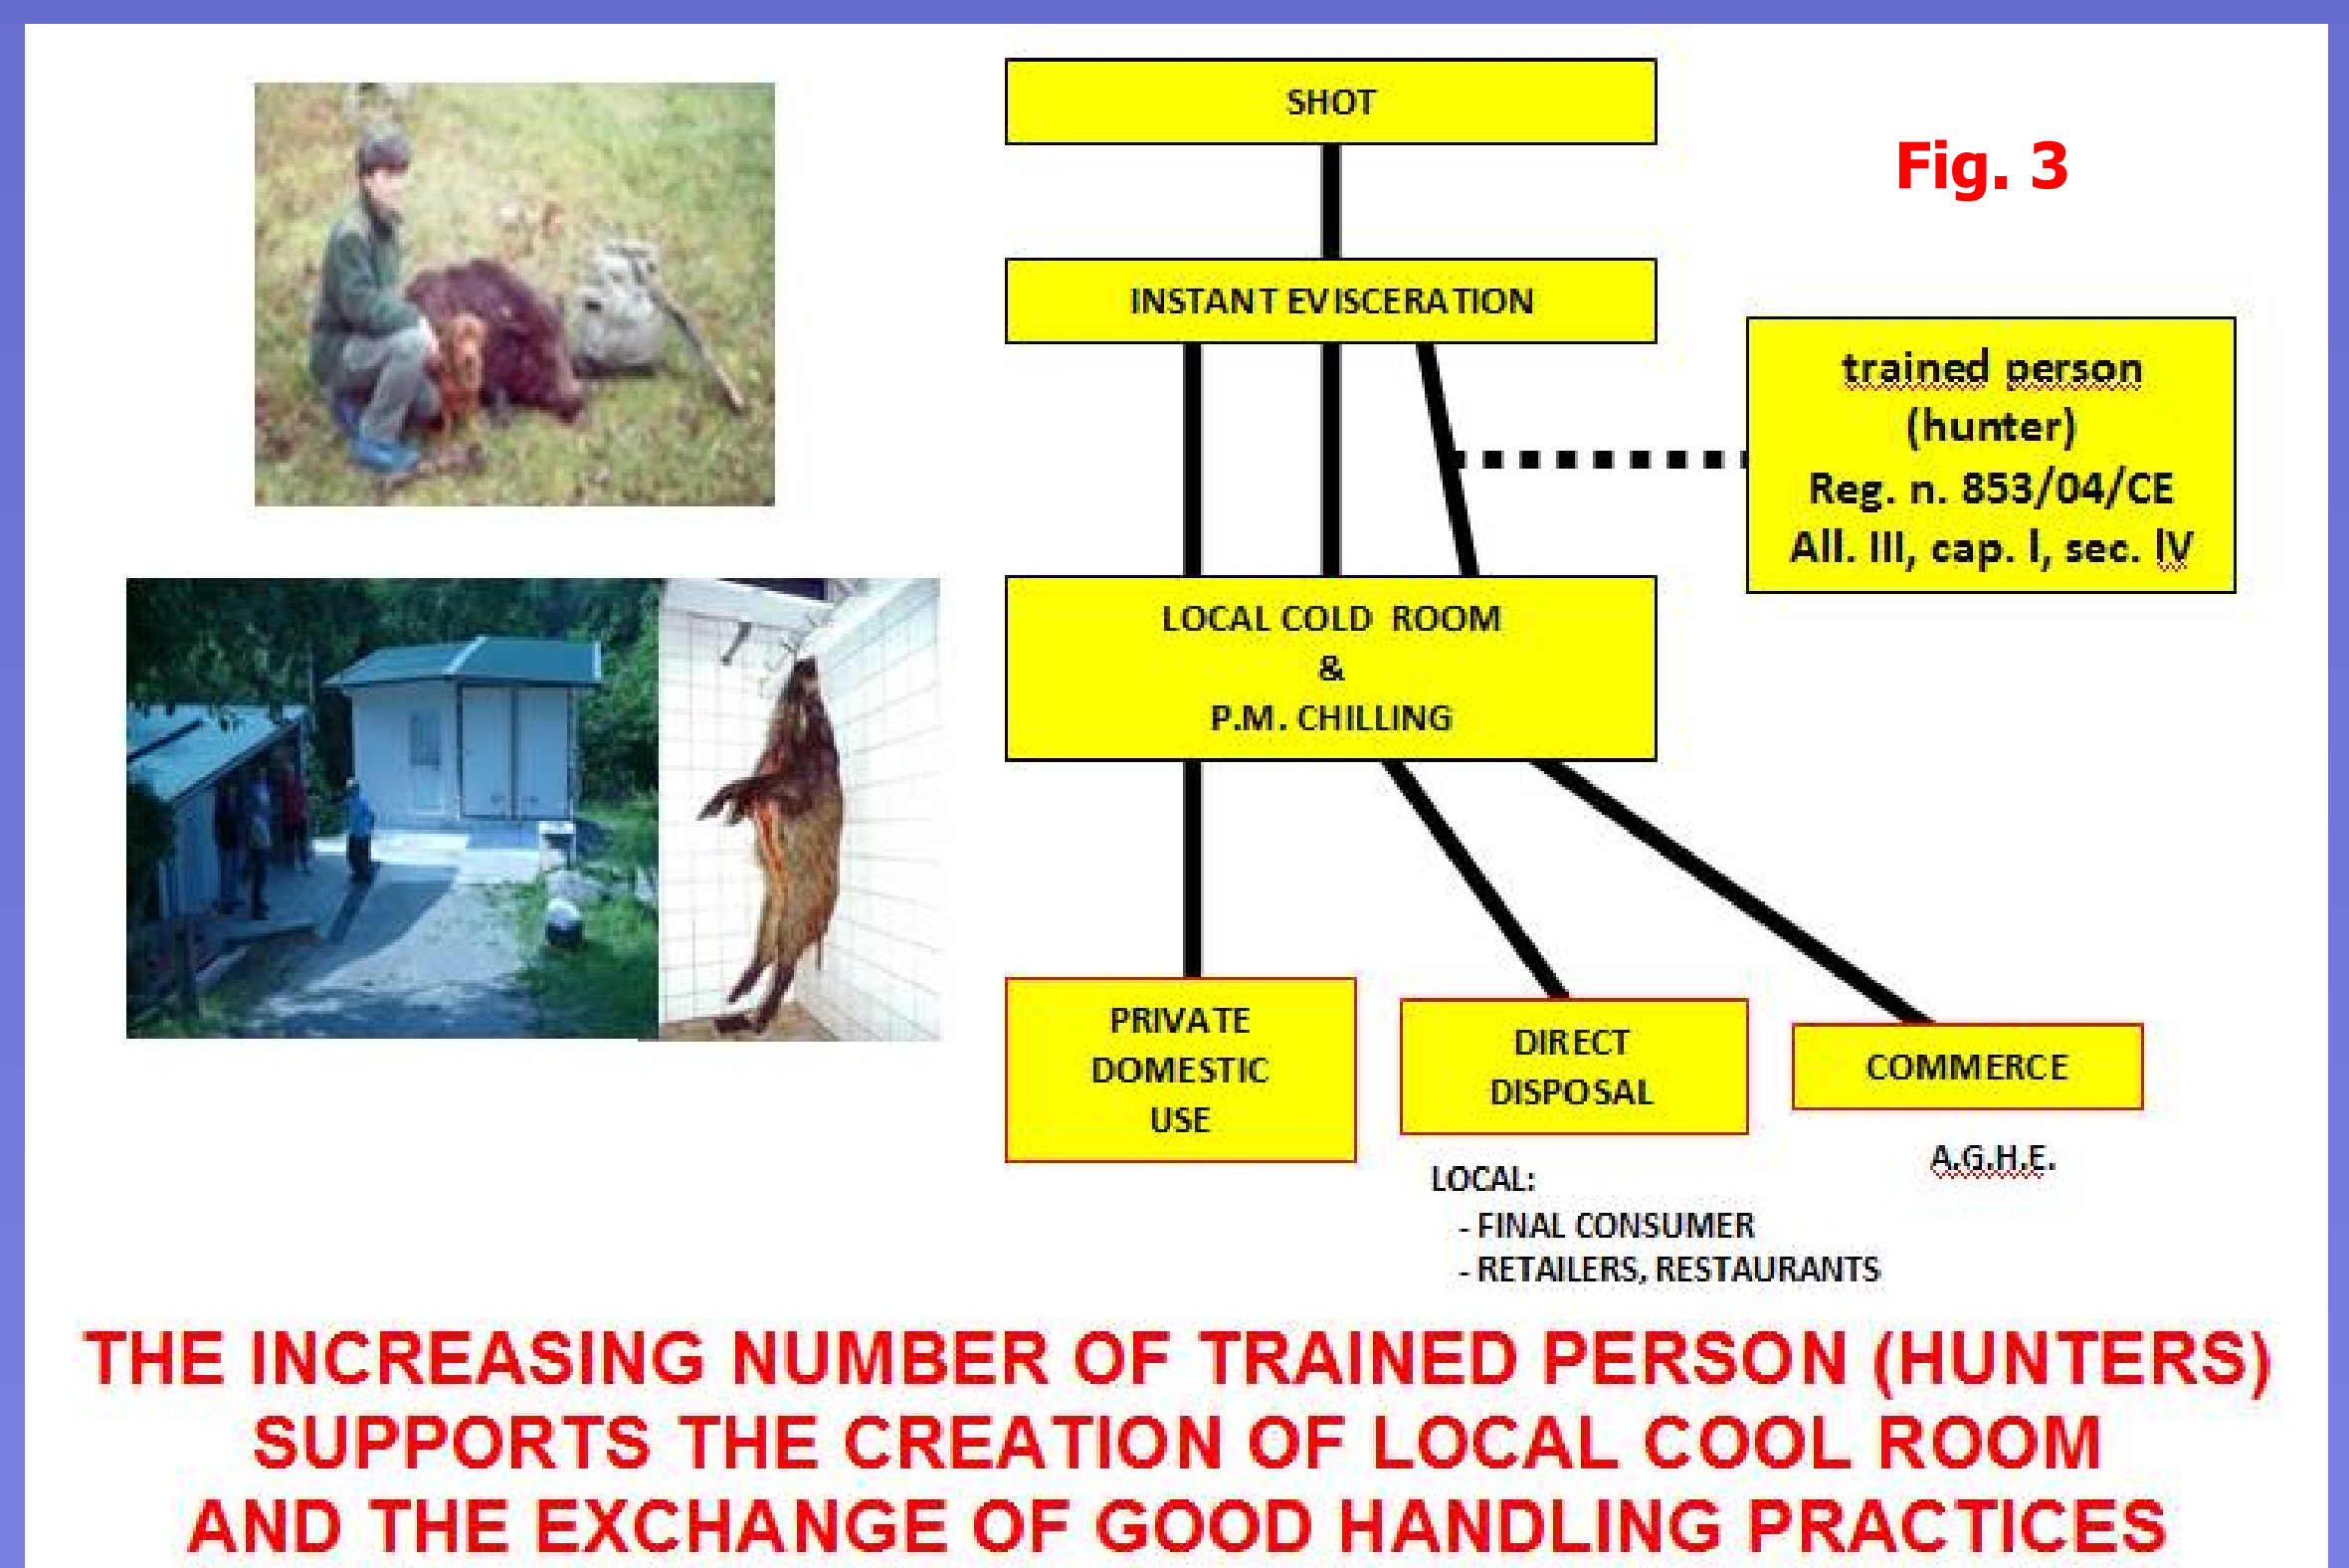 SHOT
Fig. 3
INSTANT EVISCERATION
trained person
(hunter)
Reg. n. 853/04/CE
All. III, cap. I, sec. IV
LOCAL COLD ROOM
&
P.M. CHILLING
PRIVATE
DOMESTIC
USE
DIRECT
DISPOSAL
COMMERCE
A.G.H.E.
LOCAL:
- FINAL CONSUMER
- RETAILERS, RESTAURANTS
THE INCREASING NUMBER OF TRAINED PERSON (HUNTERS)
SUPPORTS THE CREATION OF LOCAL COOL ROOM
AND THE EXCHANGE OF GOOD HANDLING PRACTICES